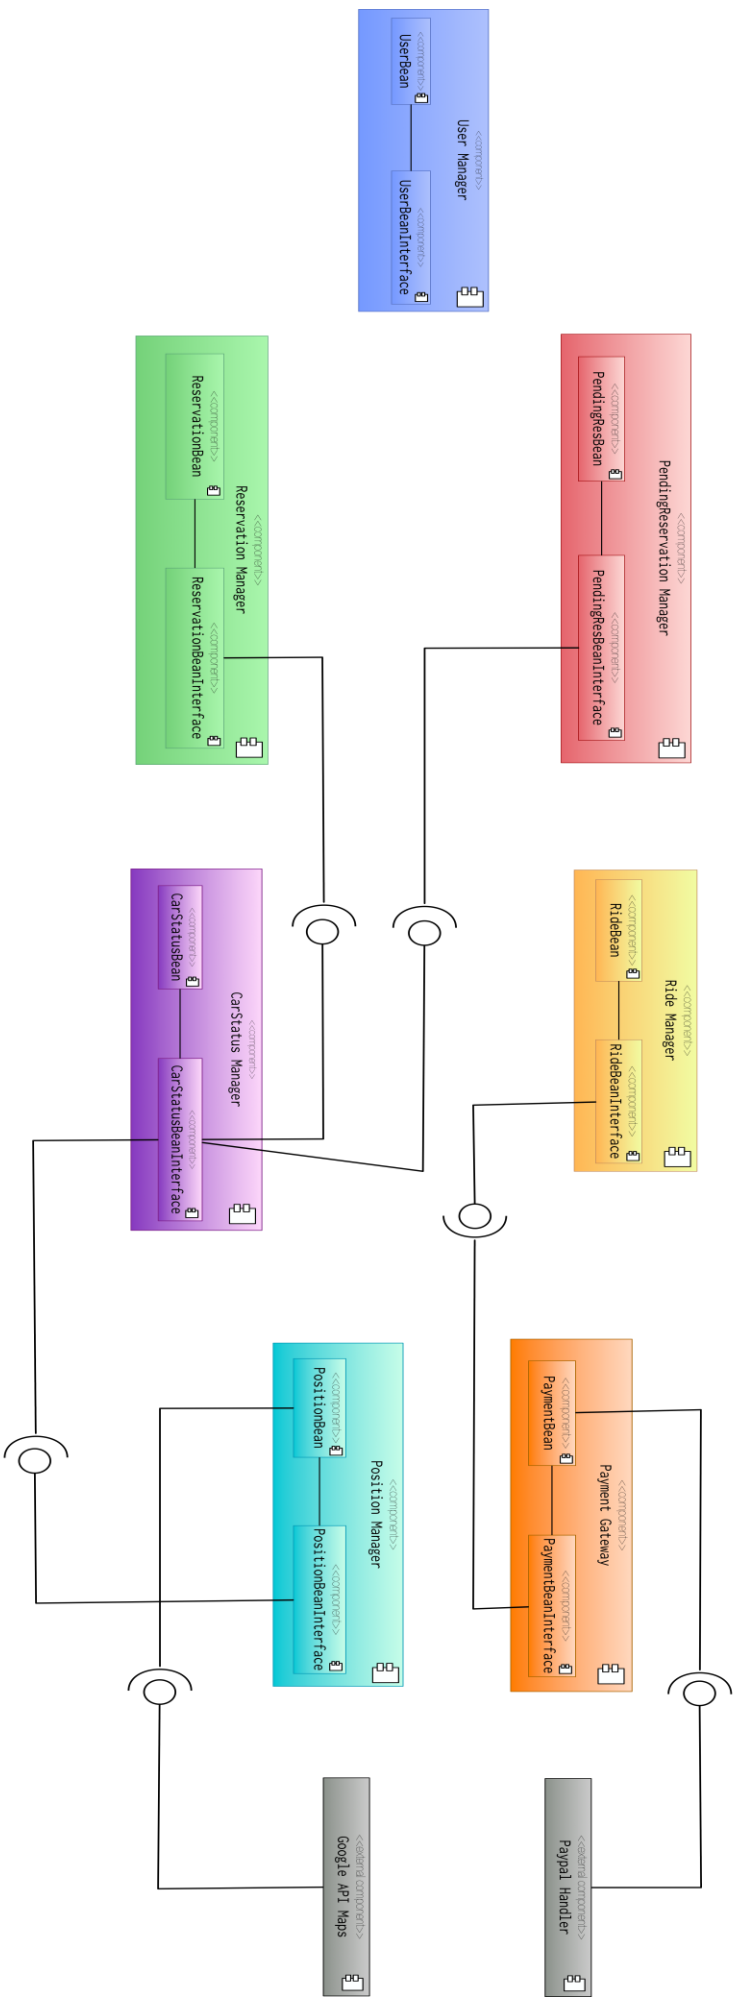 <<component>>
User Manager
<<component>>
UserBean
<<component>>
UserBeanInterface
<<component>>
PendingReservation Manager
<<component>>
PendingResBean
<<component>>
PendingResBeanInterface
<<component>>
Reservation Manager
<<component>>
ReservationBean
<<component>>
ReservationBeanInterface
<<component>>
Ride Manager
<<component>>
RideBean
<<component>>
RideBeanInterface
<<component>>
CarStatus Manager
<<component>>
CarStatusBean
<<component>>
CarStatusBeanInterface
<<component>>
Payment Gateway
<<component>>
PaymentBean
<<component>>
PaymentBeanInterface
<<component>>
Position Manager
<<component>>
PositionBean
<<component>>
PositionBeanInterface
<<external component>>
Paypal Handler
<<external component>>
Google API Maps